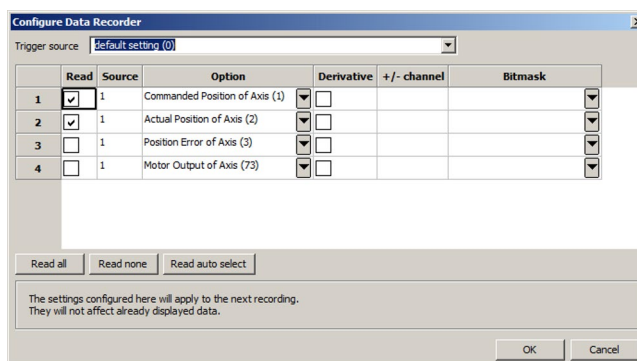 Configure Data Recorder
Trigger source default setting (0)
Read Source Option Derivative +/- channel Bitmask
1 1 Commanded Position of Axis (1)
2 1 Actual Position of Axis (2)
3 1 Position Error of Axis (3)
4 1 Motor Output of Axis (73)
Read all Read none Read auto select
The settings configured here will apply to the next recording.
They will not affect already displayed data.
OK Cancel